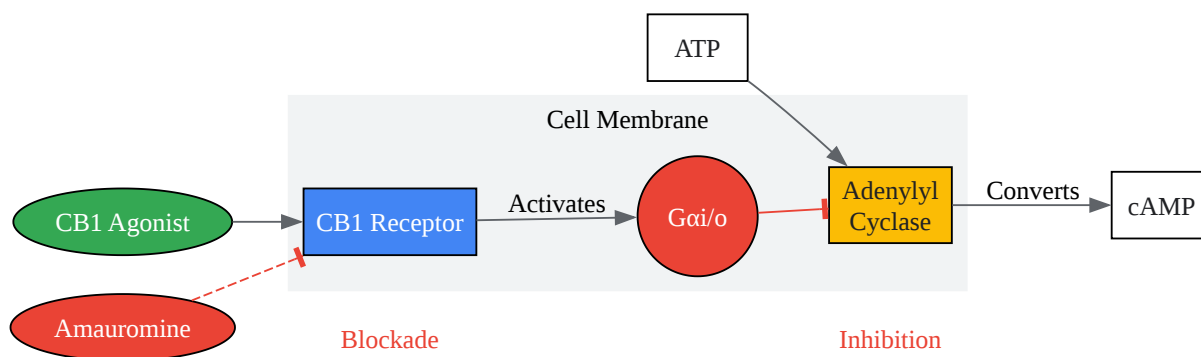 ATP
Cell Membrane
CB1 Agonist
CB1 Receptor
Activates
Gαi/o
Adenylyl
Cyclase
Converts
cAMP
Amauromine
Blockade
Inhibition